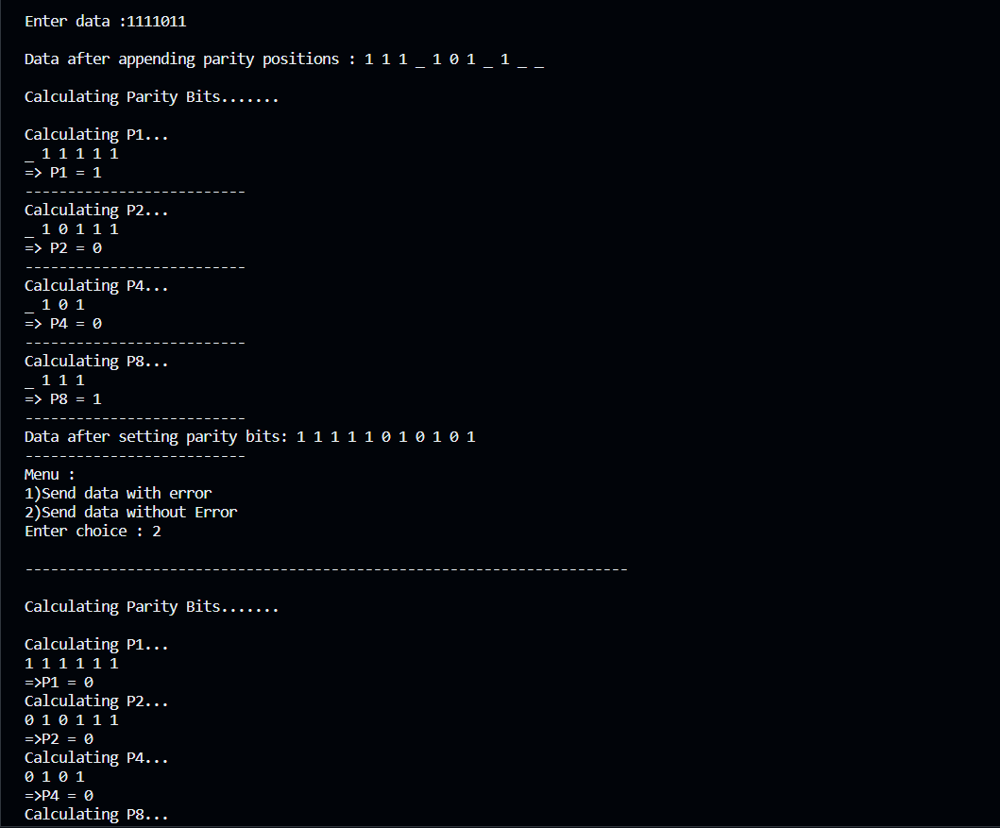 Enter data :1111011
Data after appending parity positions : 1 1 1 _ 1 0 1 _ 1 _ _
Calculating Parity Bits.......
Calculating P1...
_ 1 1 1 1 1
=> P1 = 1
--------------------------
Calculating P2...
_ 1 0 1 1 1
=> P2 = 0
--------------------------
Calculating P4...
_ 1 0 1
=> P4 = 0
--------------------------
Calculating P8...
_ 1 1 1
=> P8 = 1
--------------------------
Data after setting parity bits: 1 1 1 1 1 0 1 0 1 0 1
--------------------------
Menu :
1)Send data with error
2)Send data without Error
Enter choice : 2
-----------------------------------------------------------------------
Calculating Parity Bits.......
Calculating P1...
1 1 1 1 1 1
=>P1 = 0
Calculating P2...
0 1 0 1 1 1
=>P2 = 0
Calculating P4...
0 1 0 1
=>P4 = 0
Calculating P8...